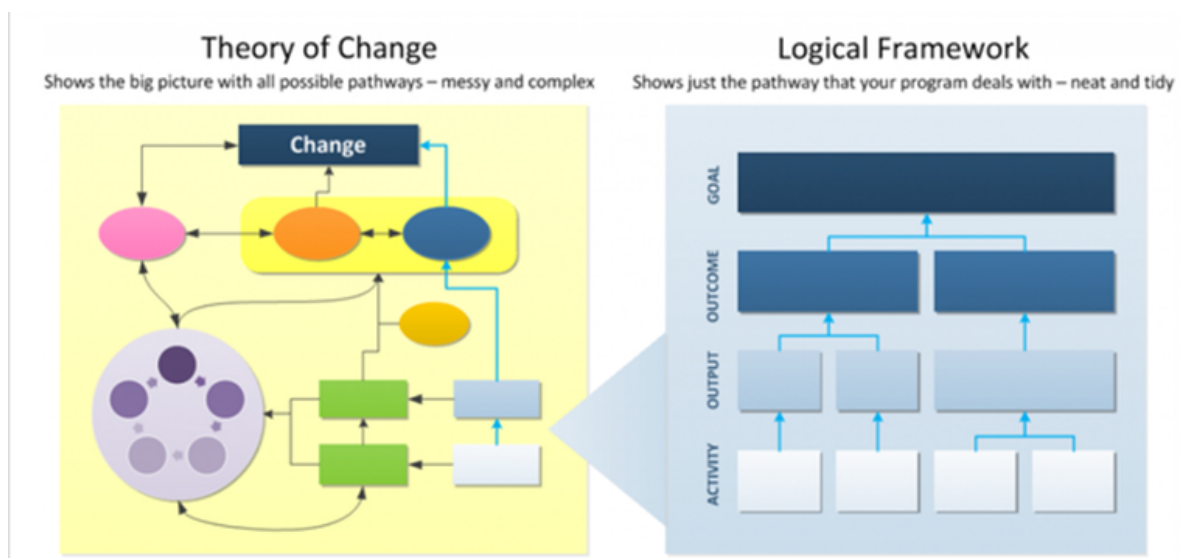 Theory of Change
Shows the big picture with all possible pathways – messy and complex
Change
Logical Framework
Shows just the pathway that your program deals with – neat and tidy
GOAL
OUTCOME
OUTPUT
ACTIVITY